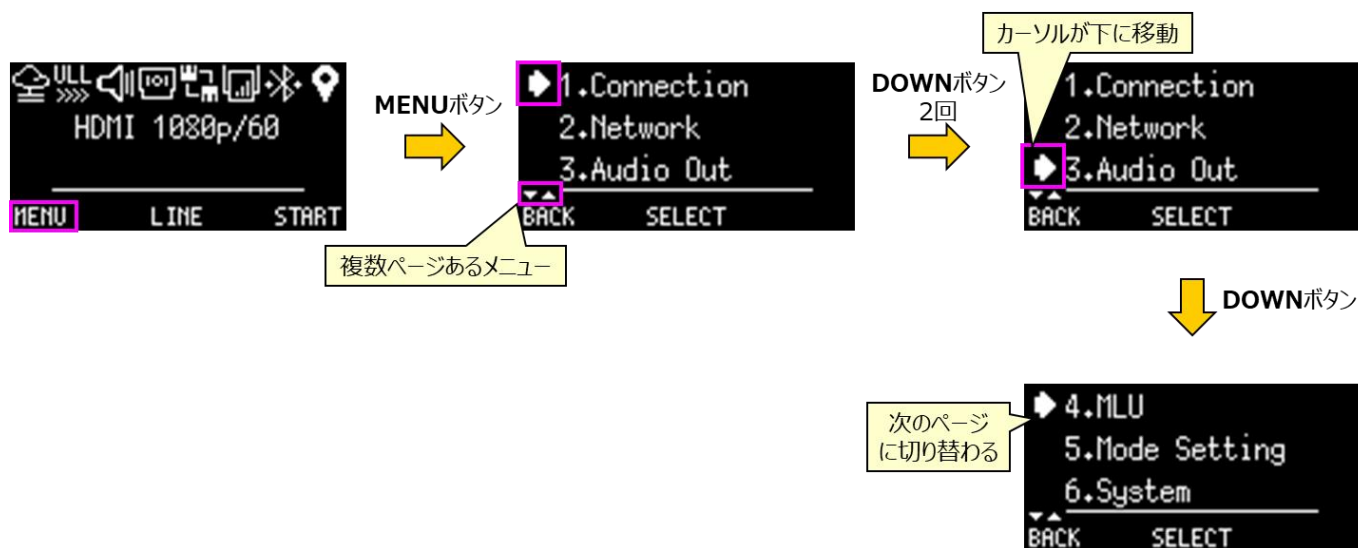 カーソルが下に移動
ULL
HDMI 1080p/60
MENU LINE START
MENUボタン
1.Connection
2.Network
3.Audio Out
BACK SELECT
複数ページあるメニュー
DOWNボタン
2回
1.Connection
2.Network
3.Audio Out
BACK SELECT
DOWNボタン
次のページ
に切り替わる
4.MLU
5.Mode Setting
6.System
BACK SELECT